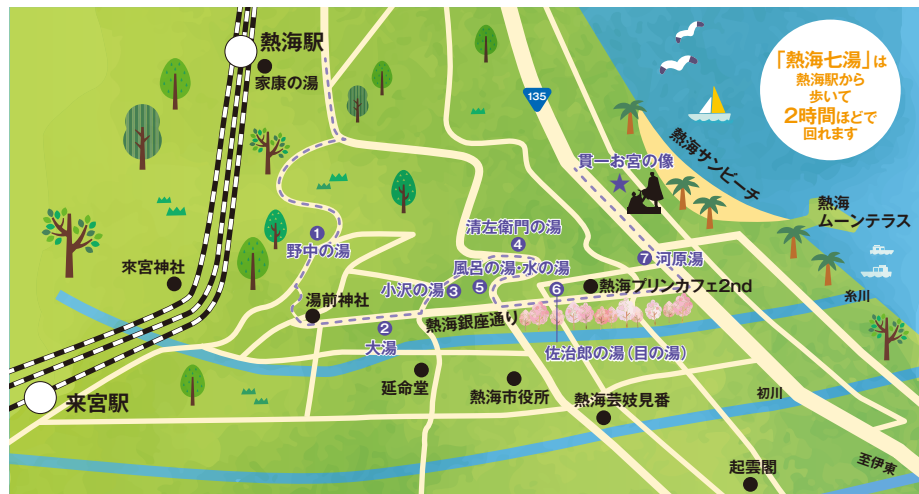 熱海駅
家康の湯
135
「熱海七湯」は
熱海駅から
歩いて
2時間ほどで
回れます
熱海サンビーチ
貫一お宮の像
熱海
ムーンテラス
1
野中の湯
清左衛門の湯
4
7 河原湯
來宮神社
風呂の湯・水の湯
小沢の湯 3
5
6
熱海プリンカフェ2nd
糸川
湯前神社
2
大湯
熱海銀座通り
佐治郎の湯(目の湯)
延命堂
熱海市役所
熱海芸妓見番
初川
来宮駅
起雲閣
至伊東